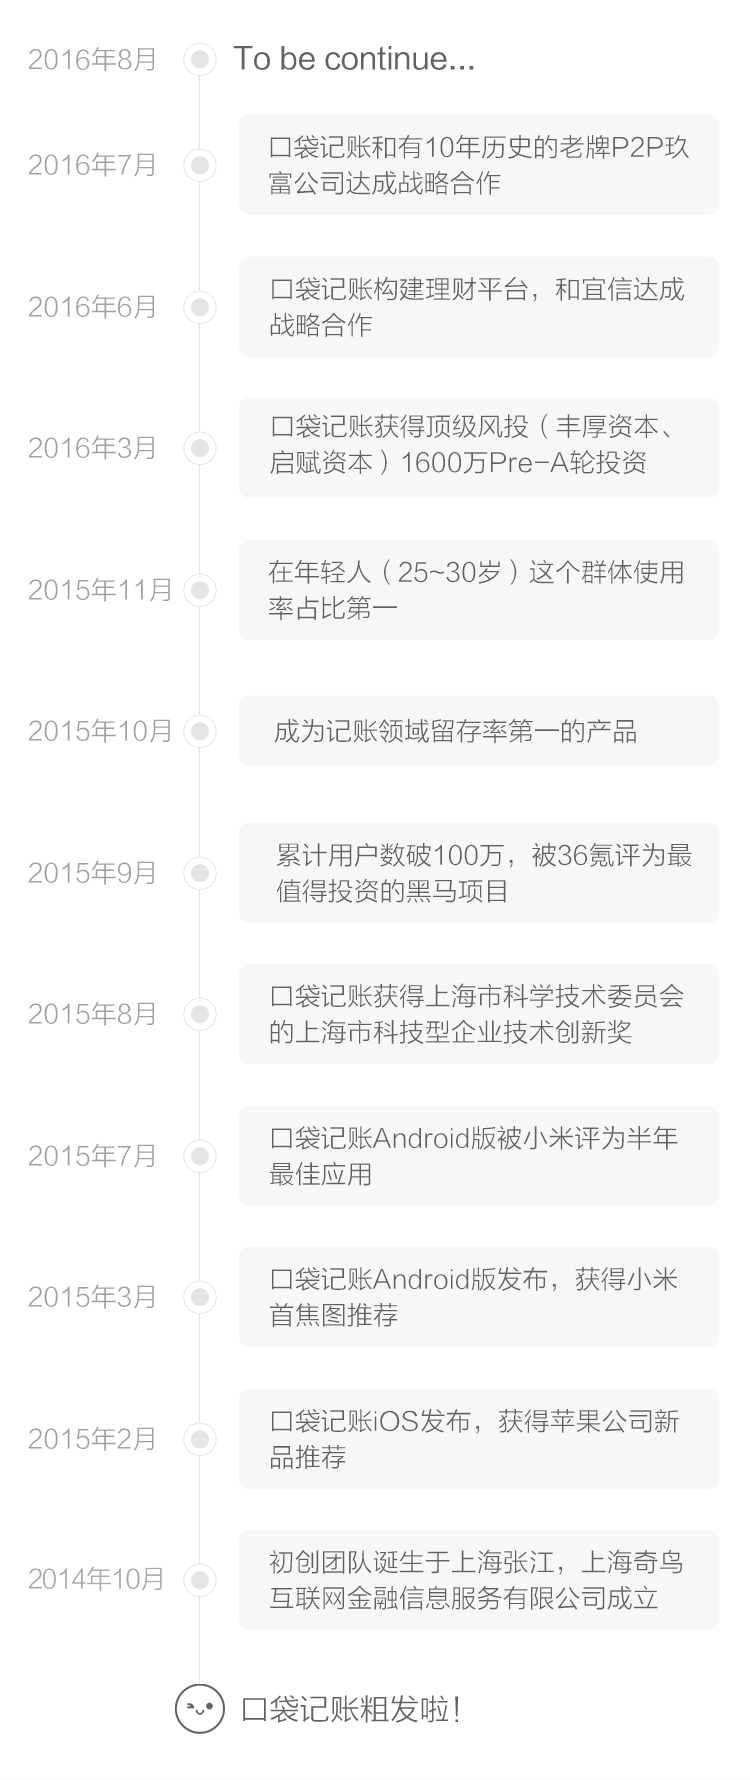 2016年8月
To be continue...
2016年7月
口袋记账和有10年历史的老牌P2P玖
富公司达成战略合作
2016年6月
口袋记账构建理财平台，和宜信达成
战略合作
2016年3月
口袋记账获得顶级风投（丰厚资本、
启赋资本）1600万Pre-A轮投资
2015年11月
在年轻人（25~30岁）这个群体使用
率占比第一
2015年10月
成为记账领域留存率第一的产品
2015年9月
累计用户数破100万，被36氪评为最
值得投资的黑马项目
2015年8月
口袋记账获得上海市科学技术委员会
的上海市科技型企业技术创新奖
2015年7月
口袋记账Android版被小米评为半年
最佳应用
2015年3月
口袋记账Android版发布，获得小米
首焦图推荐
2015年2月
口袋记账iOS发布，获得苹果公司新
品推荐
2014年10月
初创团队诞生于上海张江，上海奇鸟
互联网金融信息服务有限公司成立
口袋记账粗发啦！